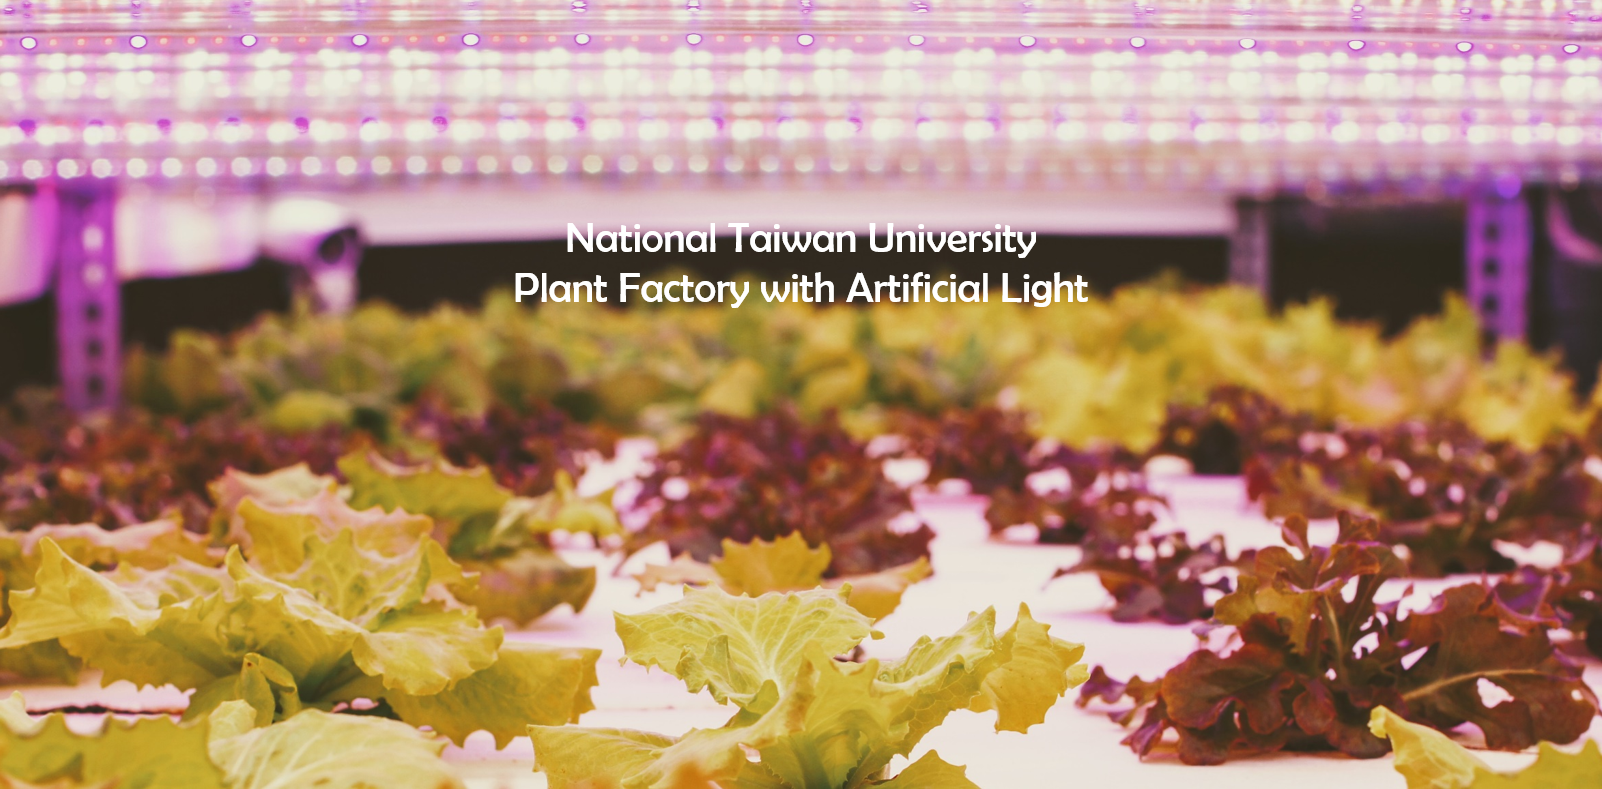 National Taiwan University
Plant Factory with Artificial Light